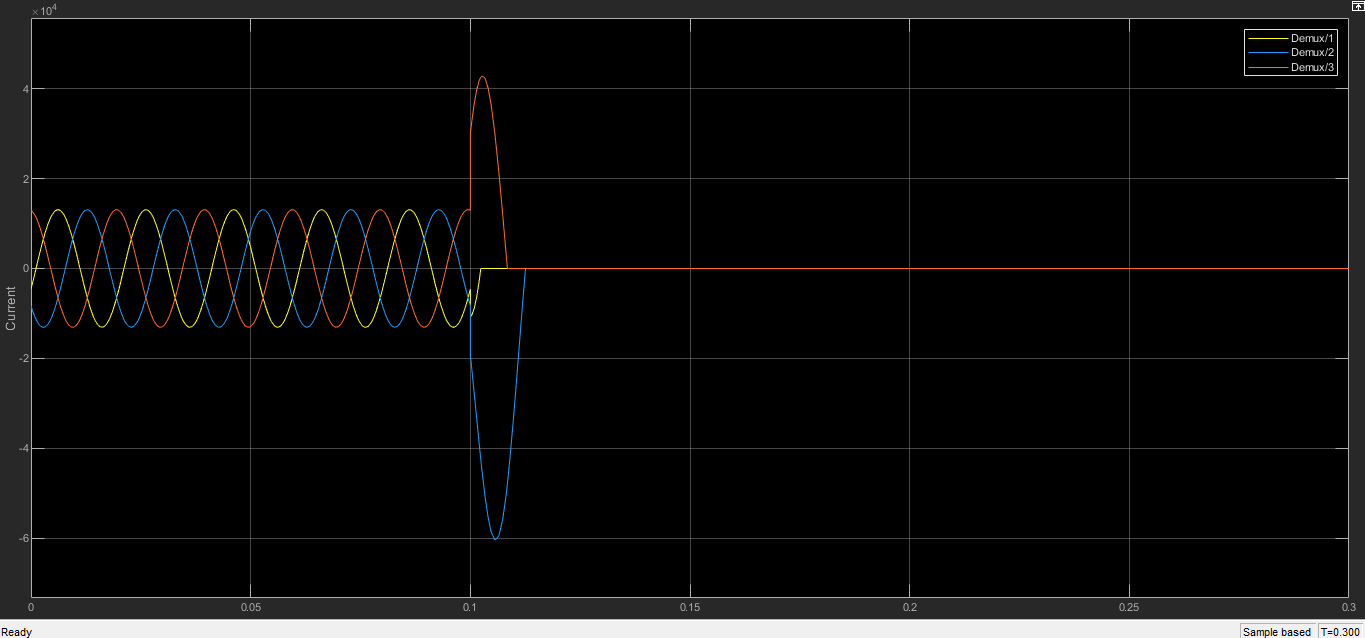 ×10⁴
Demux/1
Demux/2
Demux/3
4
2
0
-2
-4
-6
Current
0
0.05
0.1
0.15
0.2
0.25
0.3
Ready
Sample based
T=0.300